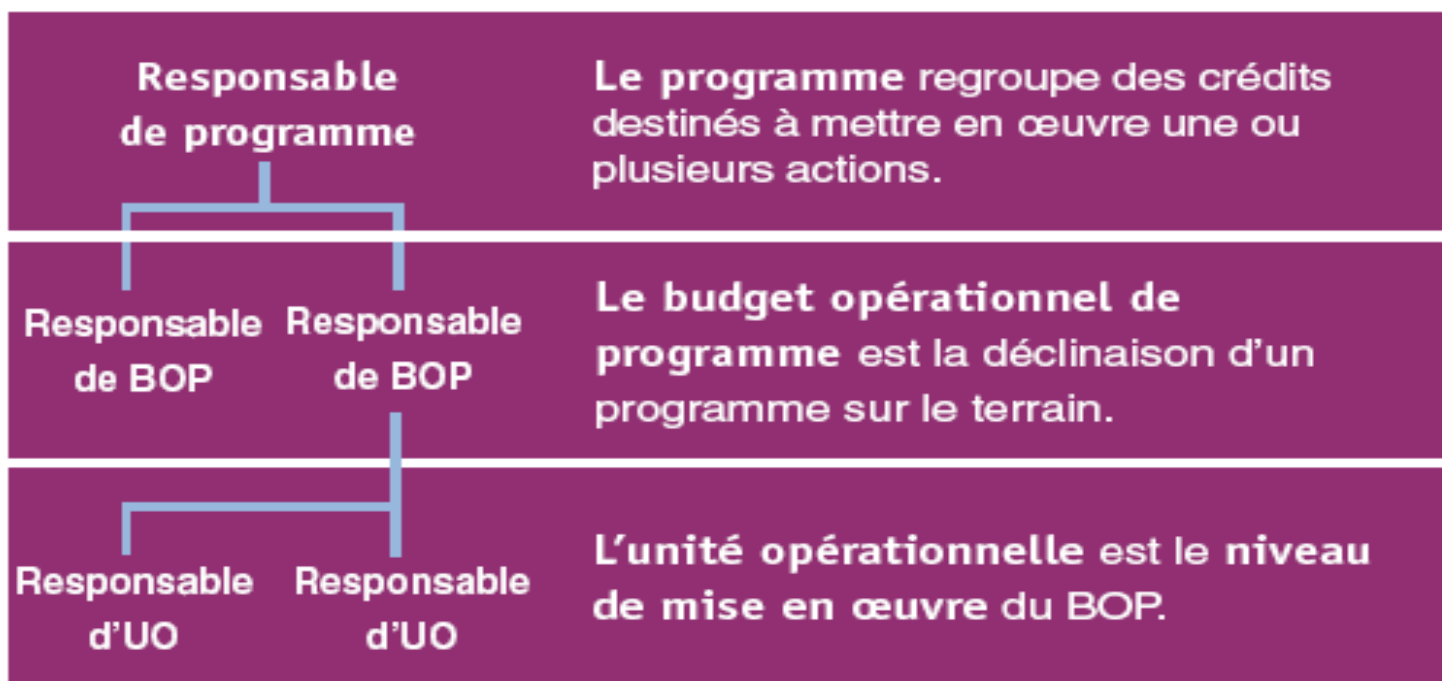 Responsable
de programme
Le programme regroupe des crédits
destinés à mettre en œuvre une ou
plusieurs actions.
Responsable
de BOP
Responsable
de BOP
Le budget opérationnel de
programme est la déclinaison d’un
programme sur le terrain.
Responsable
d’UO
Responsable
d’UO
L’unité opérationnelle est le niveau
de mise en œuvre du BOP.